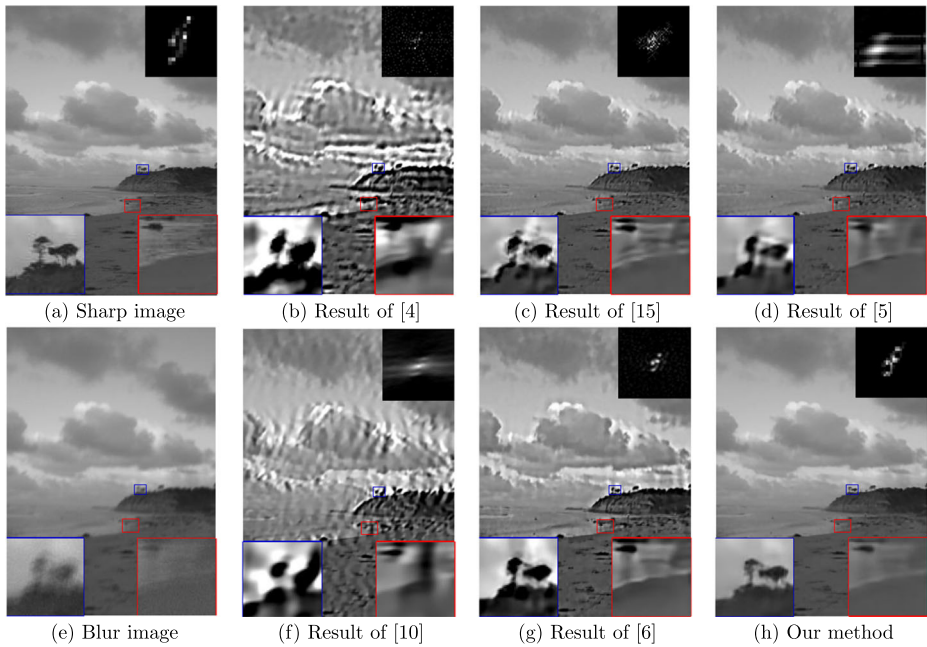 (a) Sharp image
(b) Result of [4]
(c) Result of [15]
(d) Result of [5]
(e) Blur image
(f) Result of [10]
(g) Result of [6]
(h) Our method